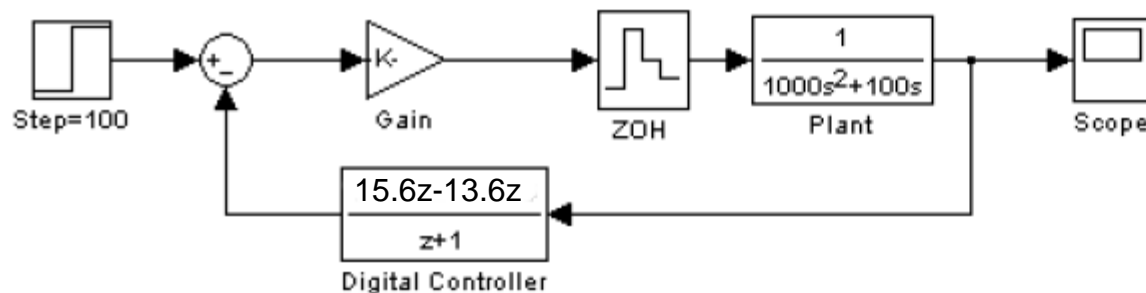 +
-
K-
1
1000s²+100s
Step=100
Gain
ZOH
Plant
Scope
15.6z-13.6z
z+1
Digital Controller